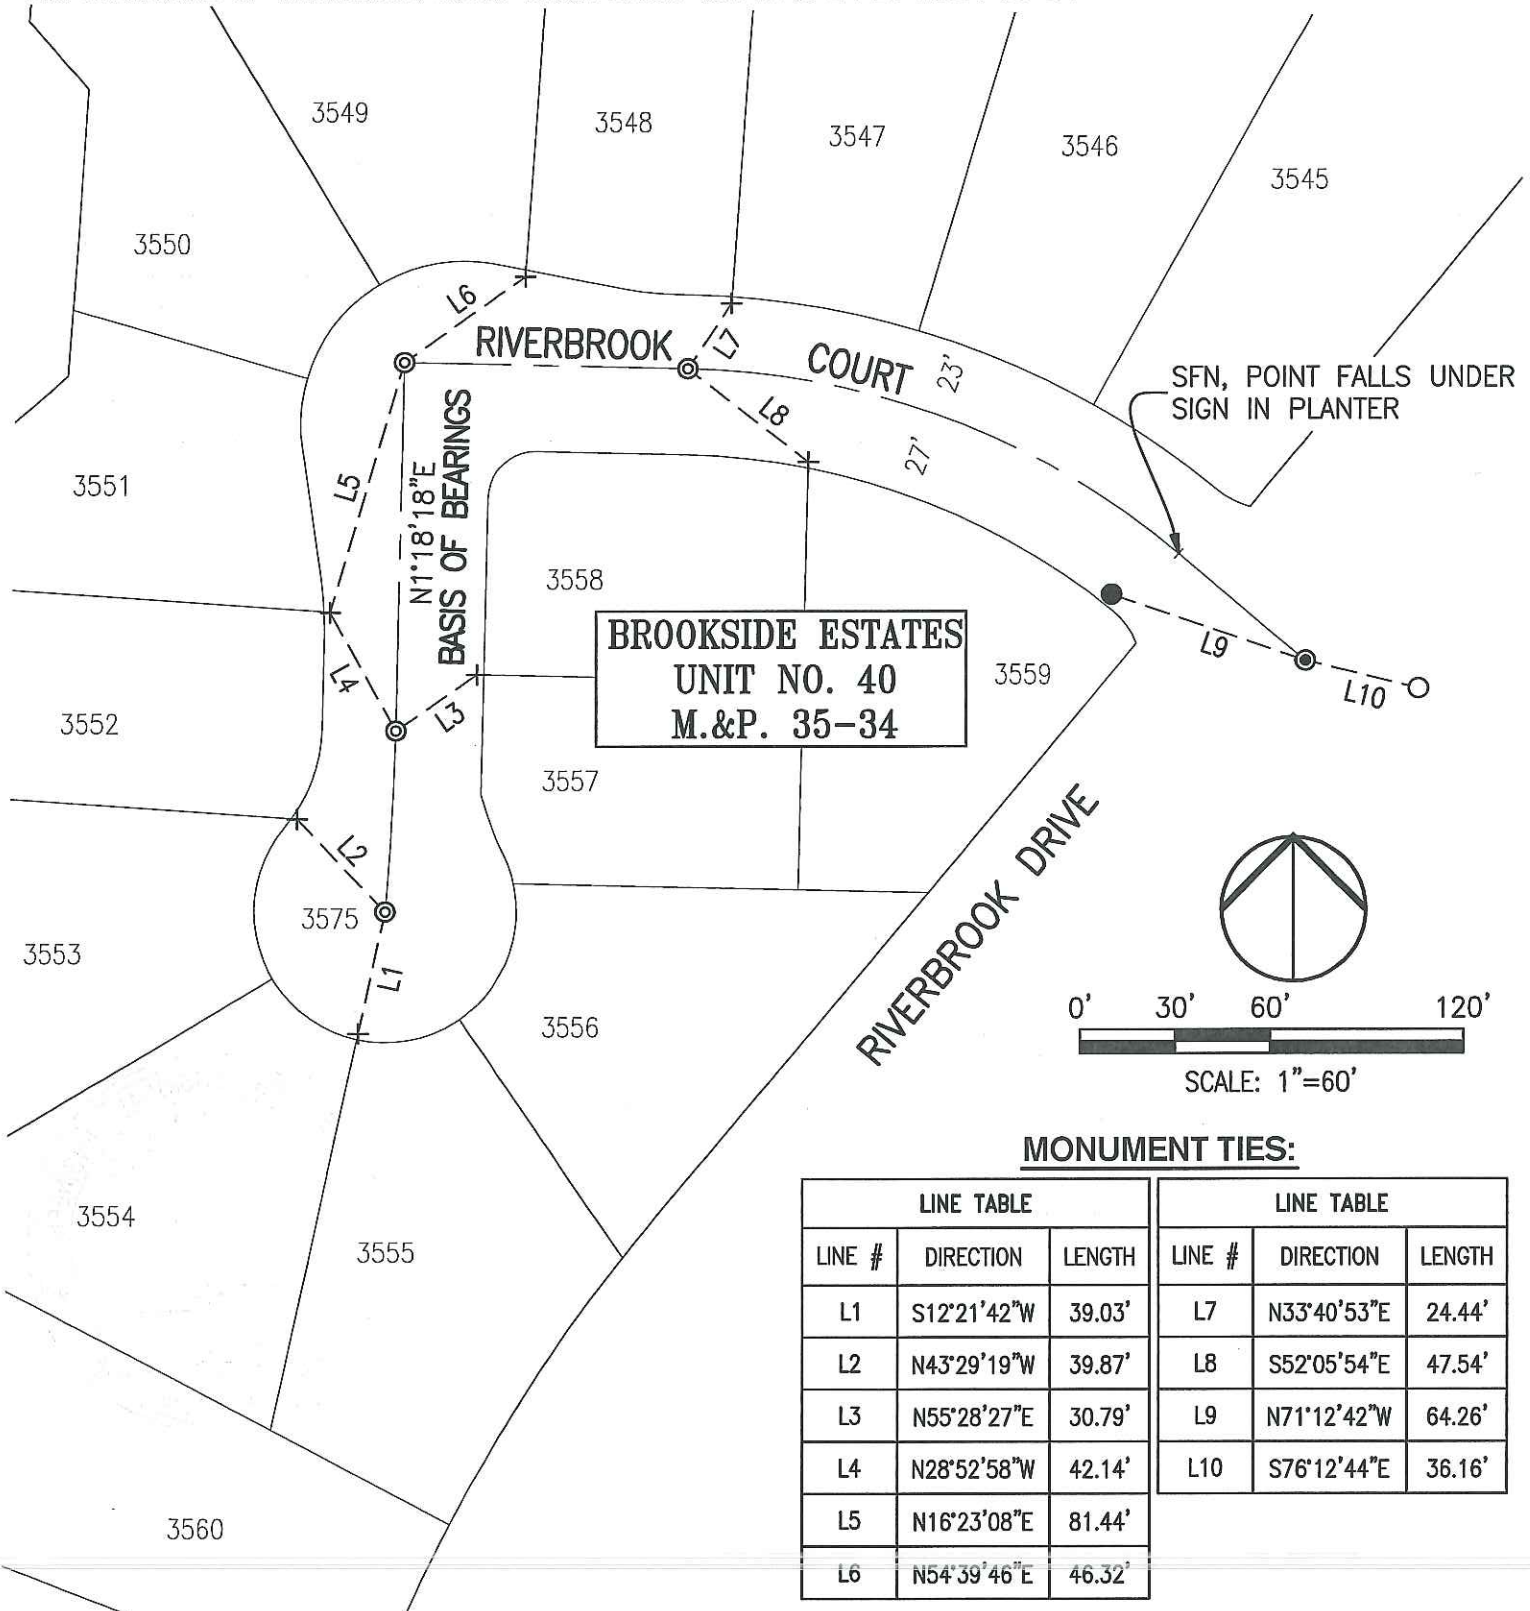 3549
3548
3547
3546
3545
3550
L6
RIVERBROOK
L7
COURT
23'
SFN, POINT FALLS UNDER
SIGN IN PLANTER
L8
27'
L5
N1°18'18"E
BASIS OF BEARINGS
3551
3558
BROOKSIDE ESTATES
UNIT NO. 40
M.&P. 35-34
3559
L9
L10
L4
L3
3552
3557
L2
3575
3553
L1
RIVERBROOK DRIVE
3556
0' 30' 60' 120'
SCALE: 1"=60'
3554
3555
3560
MONUMENT TIES:
LINE TABLE
LINE # DIRECTION LENGTH
L1 S12°21'42"W 39.03'
L2 N43°29'19"W 39.87'
L3 N55°28'27"E 30.79'
L4 N28°52'58"W 42.14'
L5 N16°23'08"E 81.44'
L6 N54°39'46"E 46.32'
LINE TABLE
LINE # DIRECTION LENGTH
L7 N33°40'53"E 24.44'
L8 S52°05'54"E 47.54'
L9 N71°12'42"W 64.26'
L10 S76°12'44"E 36.16'